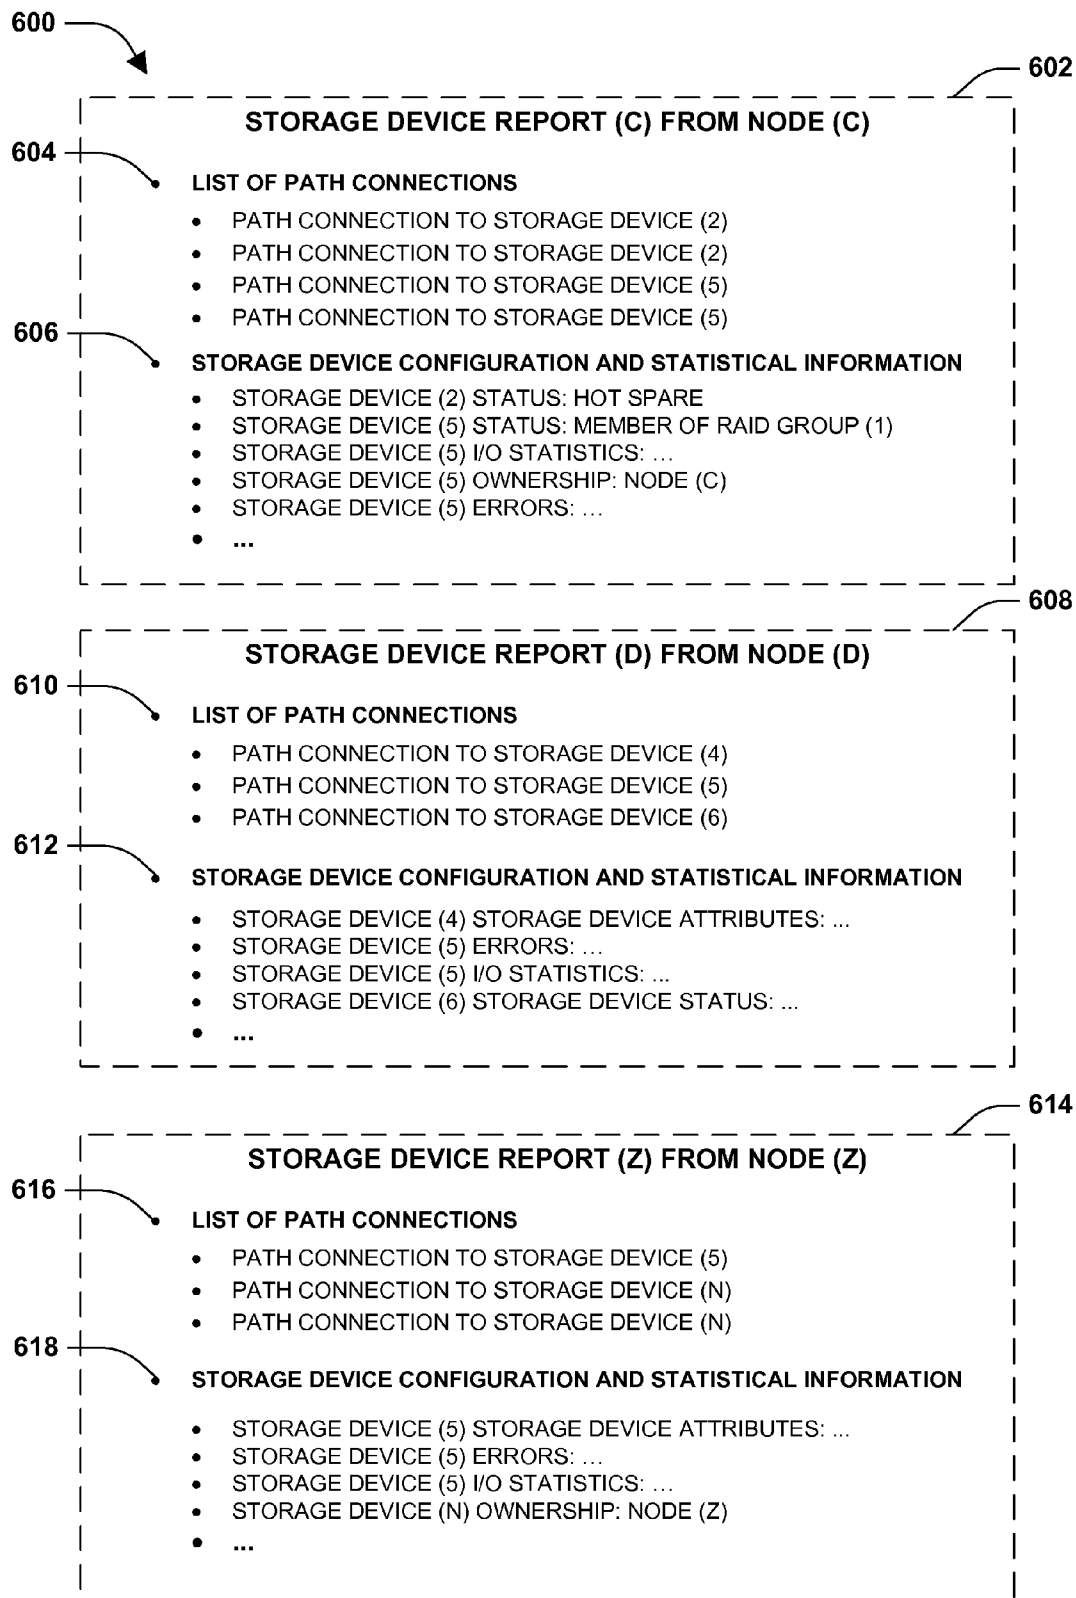 600
602
STORAGE DEVICE REPORT (C) FROM NODE (C)
604
• LIST OF PATH CONNECTIONS
• PATH CONNECTION TO STORAGE DEVICE (2)
• PATH CONNECTION TO STORAGE DEVICE (2)
• PATH CONNECTION TO STORAGE DEVICE (5)
• PATH CONNECTION TO STORAGE DEVICE (5)
606
• STORAGE DEVICE CONFIGURATION AND STATISTICAL INFORMATION
• STORAGE DEVICE (2) STATUS: HOT SPARE
• STORAGE DEVICE (5) STATUS: MEMBER OF RAID GROUP (1)
• STORAGE DEVICE (5) I/O STATISTICS: ...
• STORAGE DEVICE (5) OWNERSHIP: NODE (C)
• STORAGE DEVICE (5) ERRORS: ...
• ...
608
STORAGE DEVICE REPORT (D) FROM NODE (D)
610
• LIST OF PATH CONNECTIONS
• PATH CONNECTION TO STORAGE DEVICE (4)
• PATH CONNECTION TO STORAGE DEVICE (5)
• PATH CONNECTION TO STORAGE DEVICE (6)
612
• STORAGE DEVICE CONFIGURATION AND STATISTICAL INFORMATION
• STORAGE DEVICE (4) STORAGE DEVICE ATTRIBUTES: ...
• STORAGE DEVICE (5) ERRORS: ...
• STORAGE DEVICE (5) I/O STATISTICS: ...
• STORAGE DEVICE (6) STORAGE DEVICE STATUS: ...
• ...
614
STORAGE DEVICE REPORT (Z) FROM NODE (Z)
616
• LIST OF PATH CONNECTIONS
• PATH CONNECTION TO STORAGE DEVICE (5)
• PATH CONNECTION TO STORAGE DEVICE (N)
• PATH CONNECTION TO STORAGE DEVICE (N)
618
• STORAGE DEVICE CONFIGURATION AND STATISTICAL INFORMATION
• STORAGE DEVICE (5) STORAGE DEVICE ATTRIBUTES: ...
• STORAGE DEVICE (5) ERRORS: ...
• STORAGE DEVICE (5) I/O STATISTICS: ...
• STORAGE DEVICE (N) OWNERSHIP: NODE (Z)
• ...